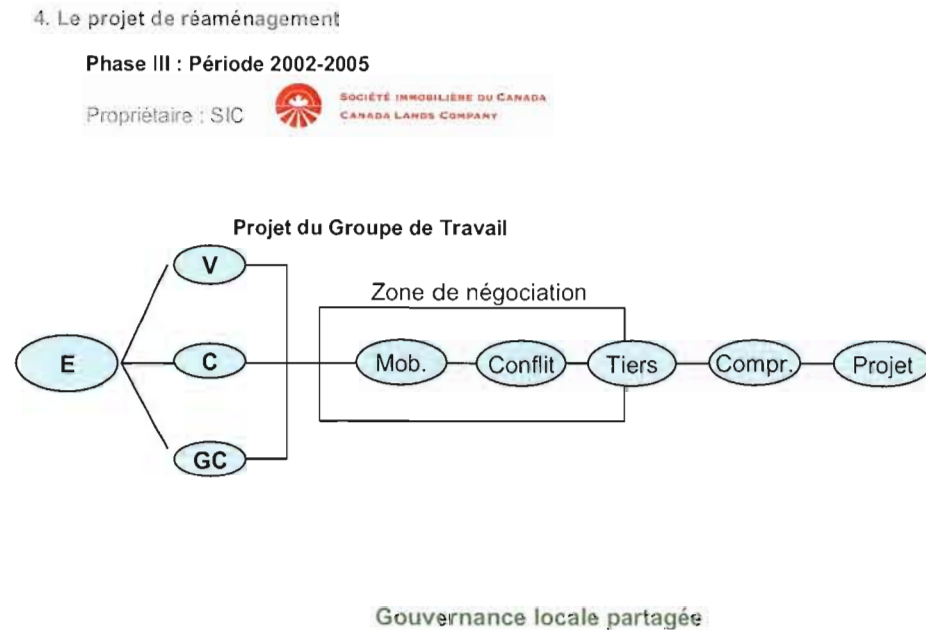 4. Le projet de réaménagement
Phase III : Période 2002-2005
Propriétaire : SIC
SOCIÉTÉ IMMOBILIÈRE DU CANADA
CANADA LANDS COMPANY
Projet du Groupe de Travail
V
Zone de négociation
E
C
Mob.
Conflit
Tiers
Compr.
Projet
GC
Gouvernance locale partagée